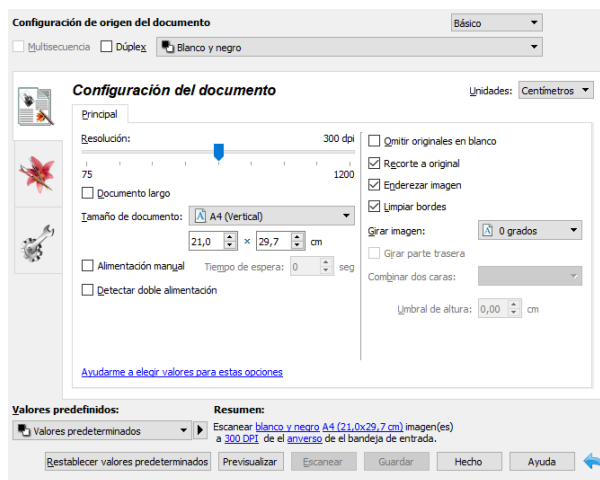 Configuración de origen del documento
Básico
Multisecuencia
Dúplex
Blanco y negro
Configuración del documento
Unidades: Centímetros
Principal
Resolución: 300 dpi
75 1200
Documento largo
Tamaño de documento: A4 (Vertical)
21,0 × 29,7 cm
Alimentación manual Tiempo de espera: 0 seg
Detectar doble alimentación
Omitir originales en blanco
Recorte a original
Enderezar imagen
Limpiar bordes
Girar imagen: 0 grados
Girar parte trasera
Combinar dos caras:
Umbral de altura: 0,00 cm
Ayudarme a elegir valores para estas opciones
Valores predefinidos:
Valores predeterminados
Resumen:
Escanear blanco y negro A4 (21,0x29,7 cm) imagen(es)
a 300 DPI de el anverso de el bandeja de entrada.
Restablecer valores predeterminados Previsualizar Escanear Guardar Hecho Ayuda